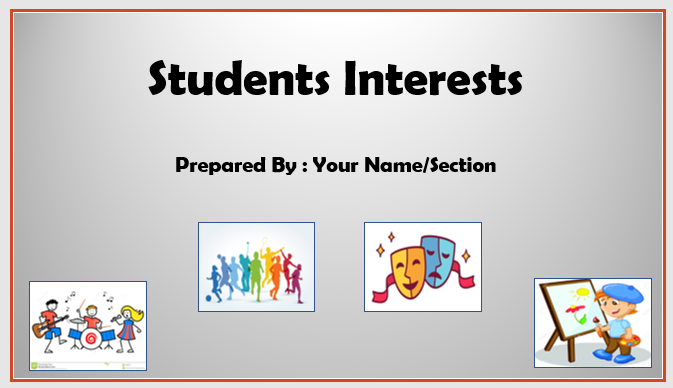 Students Interests
Prepared By : Your Name/Section